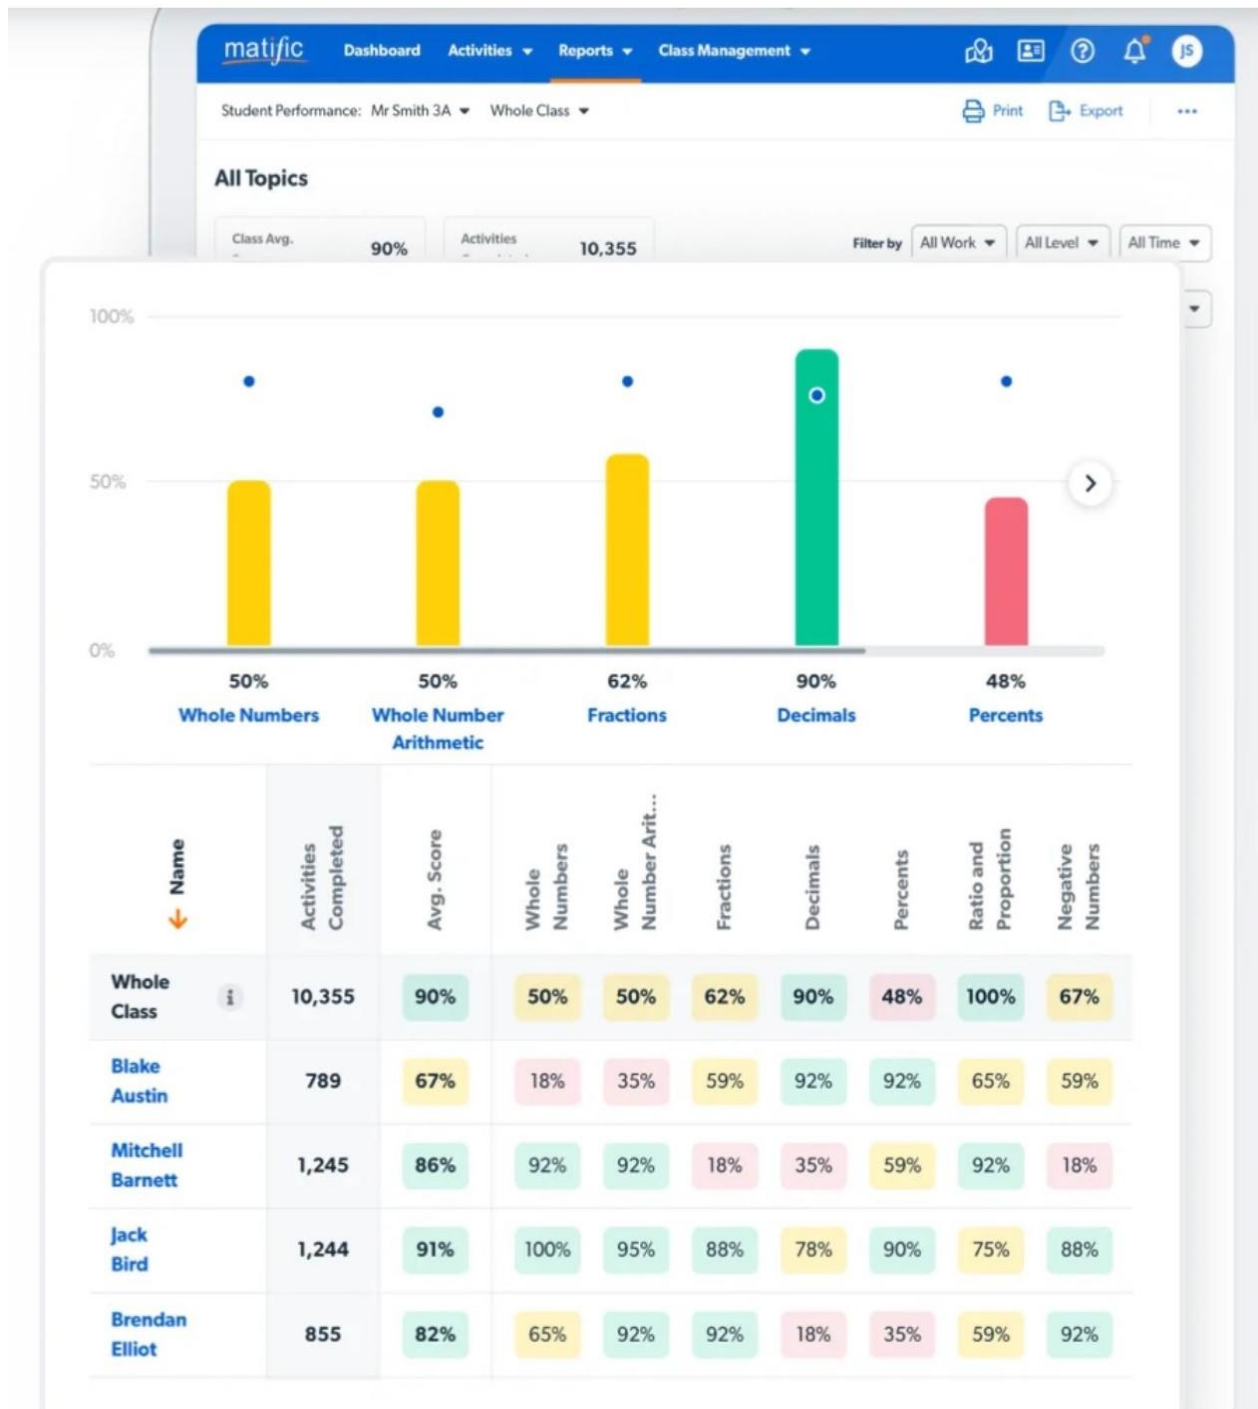 matific Dashboard Activities Reports Class Management JS
Student Performance: Mr Smith 3A Whole Class Print Export
All Topics
Class Avg. 90% Activities 10,355 Filter by All Work All Level All Time
100%
50%
0%
50% 50% 62% 90% 48%
Whole Numbers Whole Number Fractions Decimals Percents
Arithmetic
Name
Activities
Completed
Avg. Score
Whole
Numbers
Whole
Number Arit...
Fractions
Decimals
Percents
Ratio and
Proportion
Negative
Numbers
Whole
Class i 10,355 90% 50% 50% 62% 90% 48% 100% 67%
Blake
Austin 789 67% 18% 35% 59% 92% 92% 65% 59%
Mitchell
Barnett 1,245 86% 92% 92% 18% 35% 59% 92% 18%
Jack
Bird 1,244 91% 100% 95% 88% 78% 90% 75% 88%
Brendan
Elliot 855 82% 65% 92% 92% 18% 35% 59% 92%